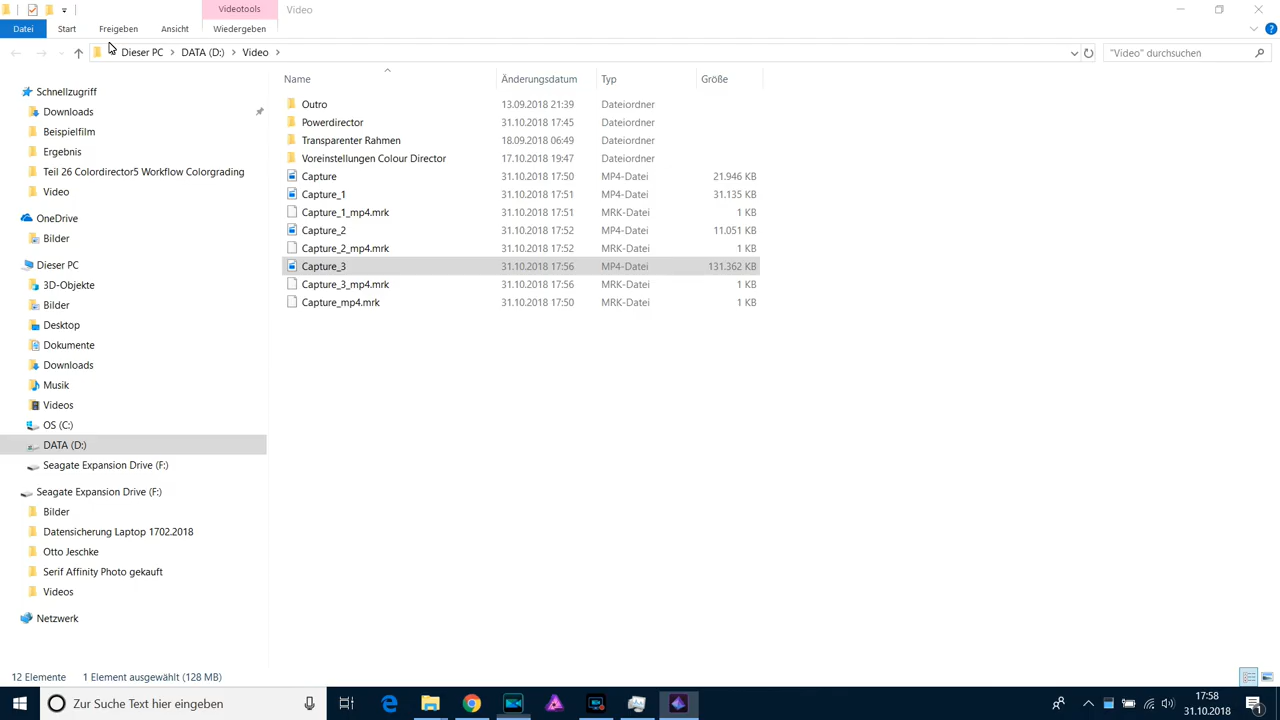 Videotools Video
Datei Start Freigeben Ansicht Wiedergeben
Dieser PC DATA (D:) Video "Video" durchsuchen
Name Änderungsdatum Typ Größe
Schnellzugriff
Downloads
Beispielfilm
Ergebnis
Teil 26 Colordirector5 Workflow Colorgrading
Video
OneDrive
Bilder
Dieser PC
3D-Objekte
Bilder
Desktop
Dokumente
Downloads
Musik
Videos
OS (C:)
DATA (D:)
Seagate Expansion Drive (F:)
Seagate Expansion Drive (F:)
Bilder
Datensicherung Laptop 1702.2018
Otto Jeschke
Serif Affinity Photo gekauft
Videos
Netzwerk
Outro 13.09.2018 21:39 Dateiordner
Powerdirector 31.10.2018 17:45 Dateiordner
Transparenter Rahmen 18.09.2018 06:49 Dateiordner
Voreinstellungen Colour Director 17.10.2018 19:47 Dateiordner
Capture 31.10.2018 17:50 MP4-Datei 21.946 KB
Capture_1 31.10.2018 17:51 MP4-Datei 31.135 KB
Capture_1_mp4.mrk 31.10.2018 17:51 MRK-Datei 1 KB
Capture_2 31.10.2018 17:52 MP4-Datei 11.051 KB
Capture_2_mp4.mrk 31.10.2018 17:52 MRK-Datei 1 KB
Capture_3 31.10.2018 17:56 MP4-Datei 131.362 KB
Capture_3_mp4.mrk 31.10.2018 17:56 MRK-Datei 1 KB
Capture_mp4.mrk 31.10.2018 17:50 MRK-Datei 1 KB
12 Elemente 1 Element ausgewählt (128 MB)
Zur Suche Text hier eingeben
17:58
31.10.2018
1